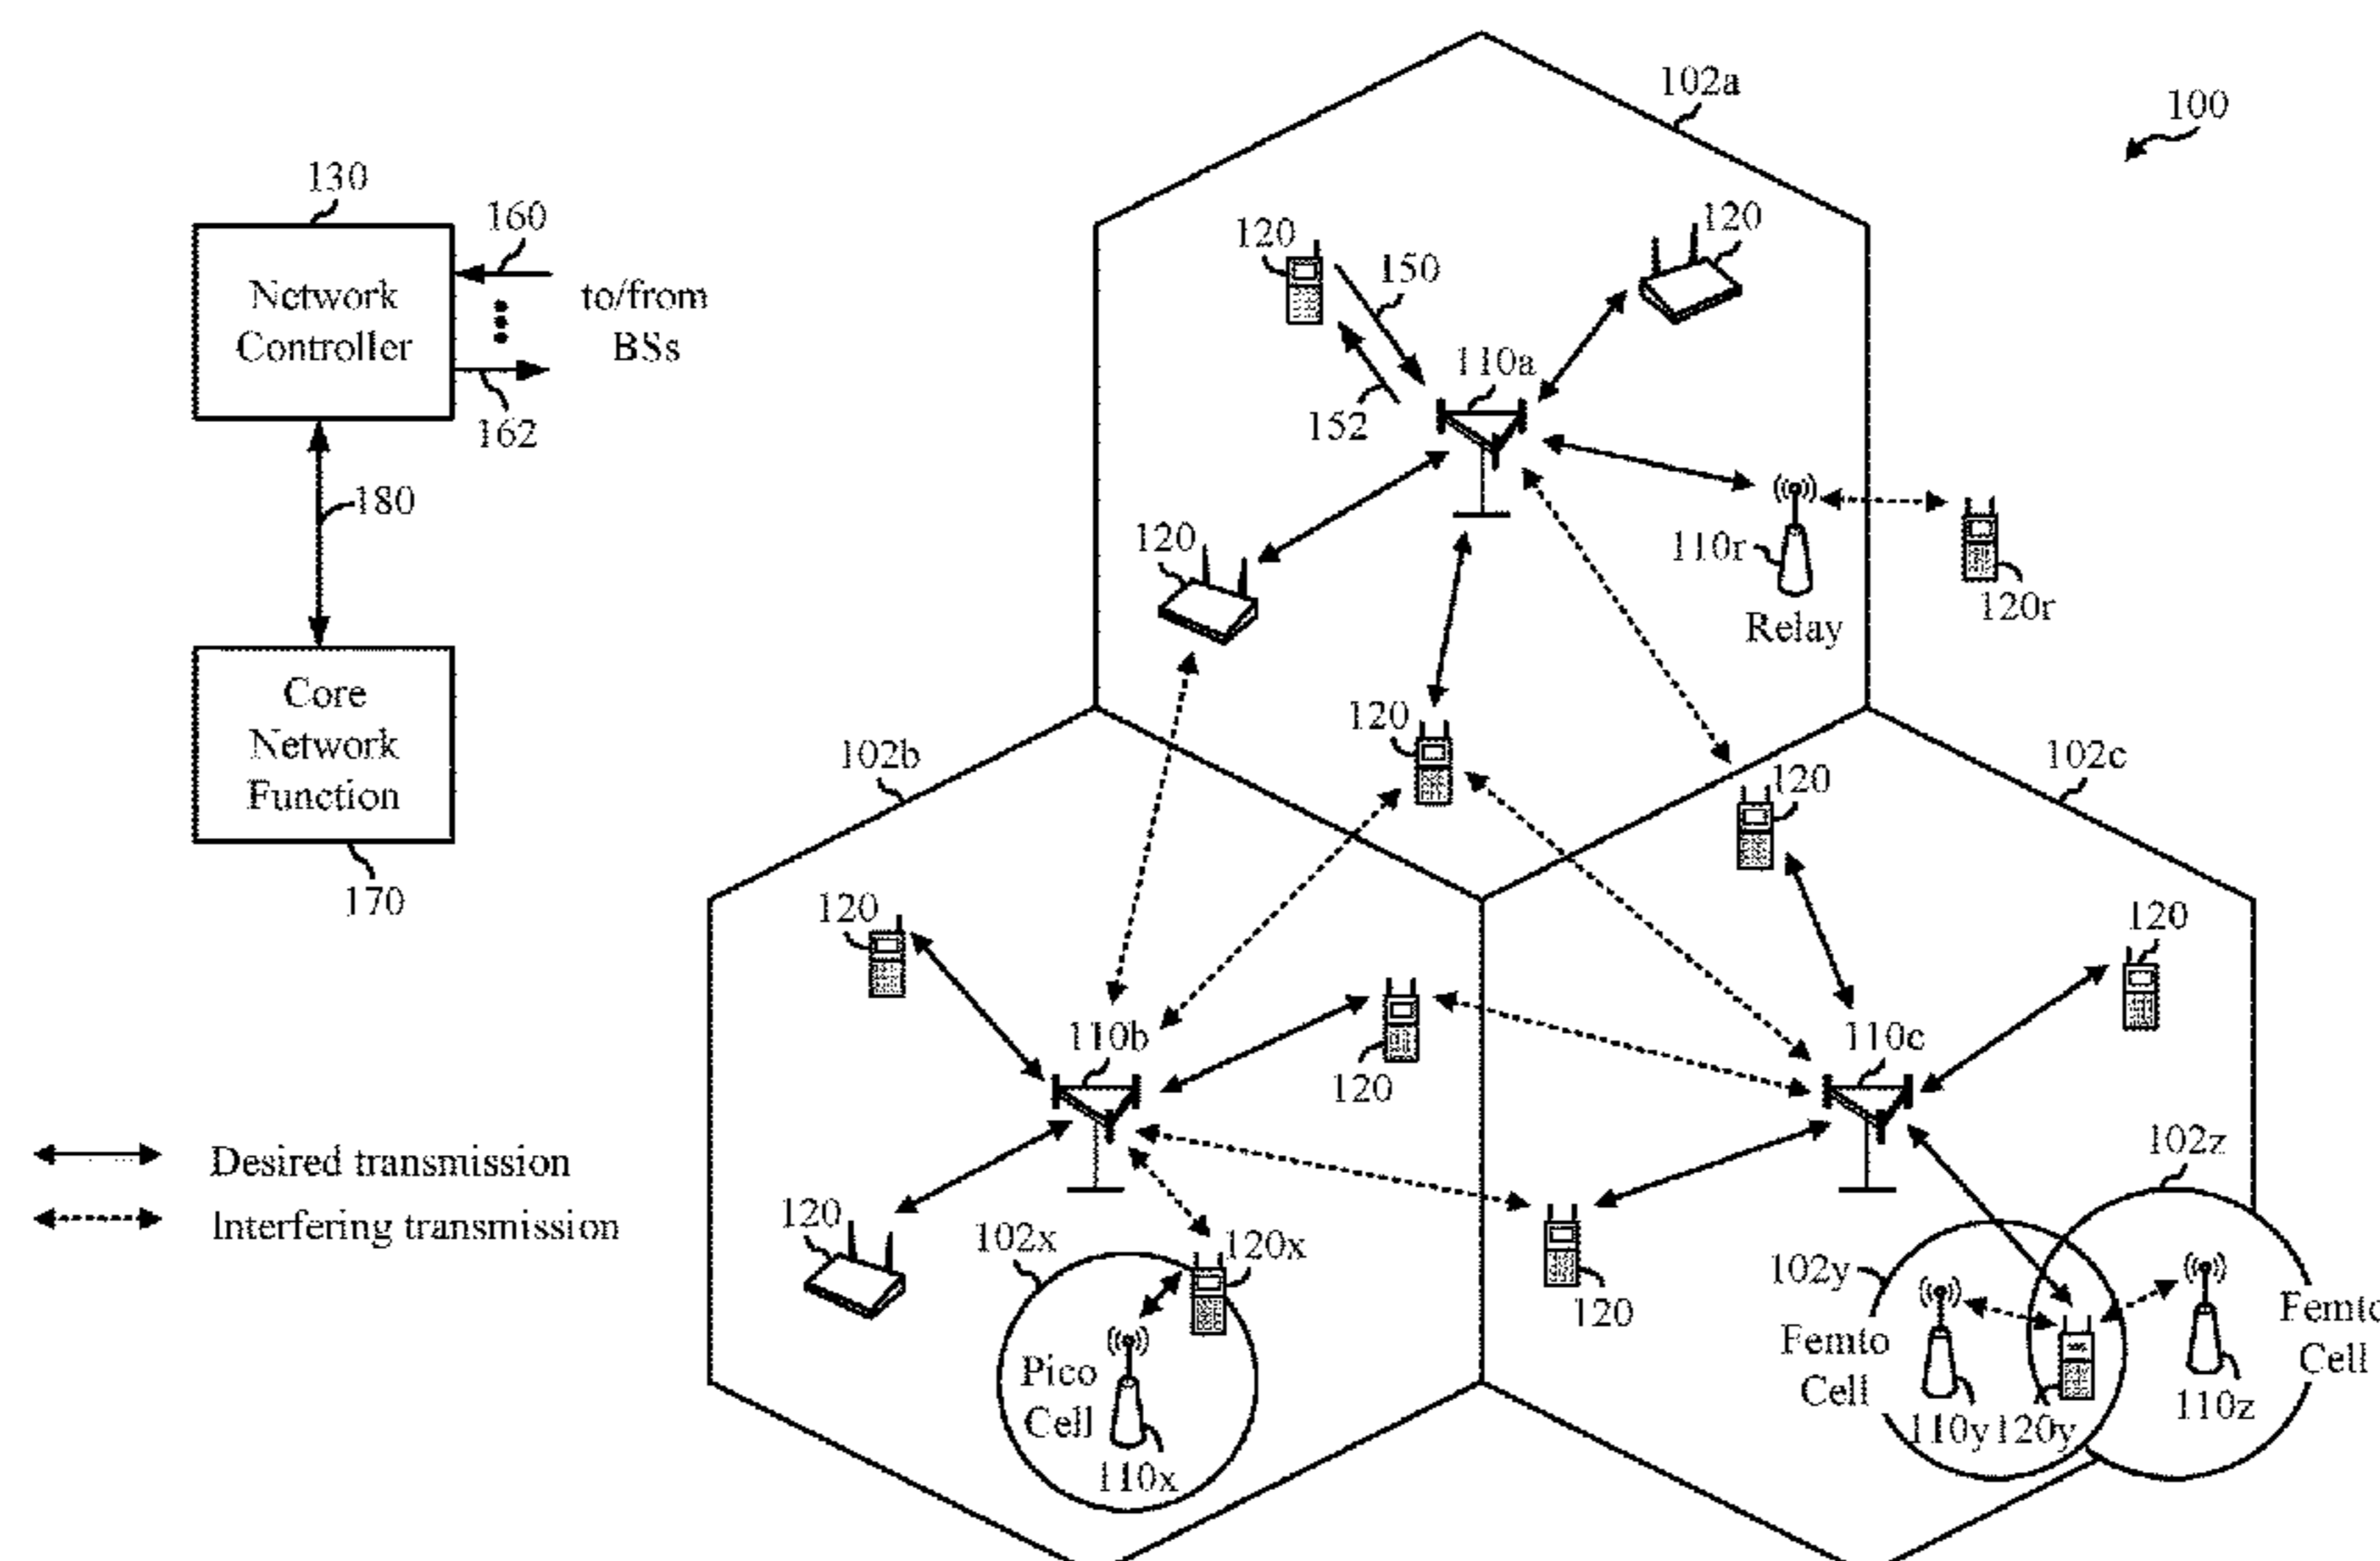 102a
100
130
160
120
120
150
Network
Controller
to/from
BSs
110a
162
152
180
120
110r
120r
Relay
Core
Network
Function
120
102b
102c
120
170
120
120
110b
110c
120
102z
Desired transmission
Interfering transmission
120
102x
120x
102y
120
Femto
Cell
Femto
Cell
Pico
Cell
110y
120y
110z
110x